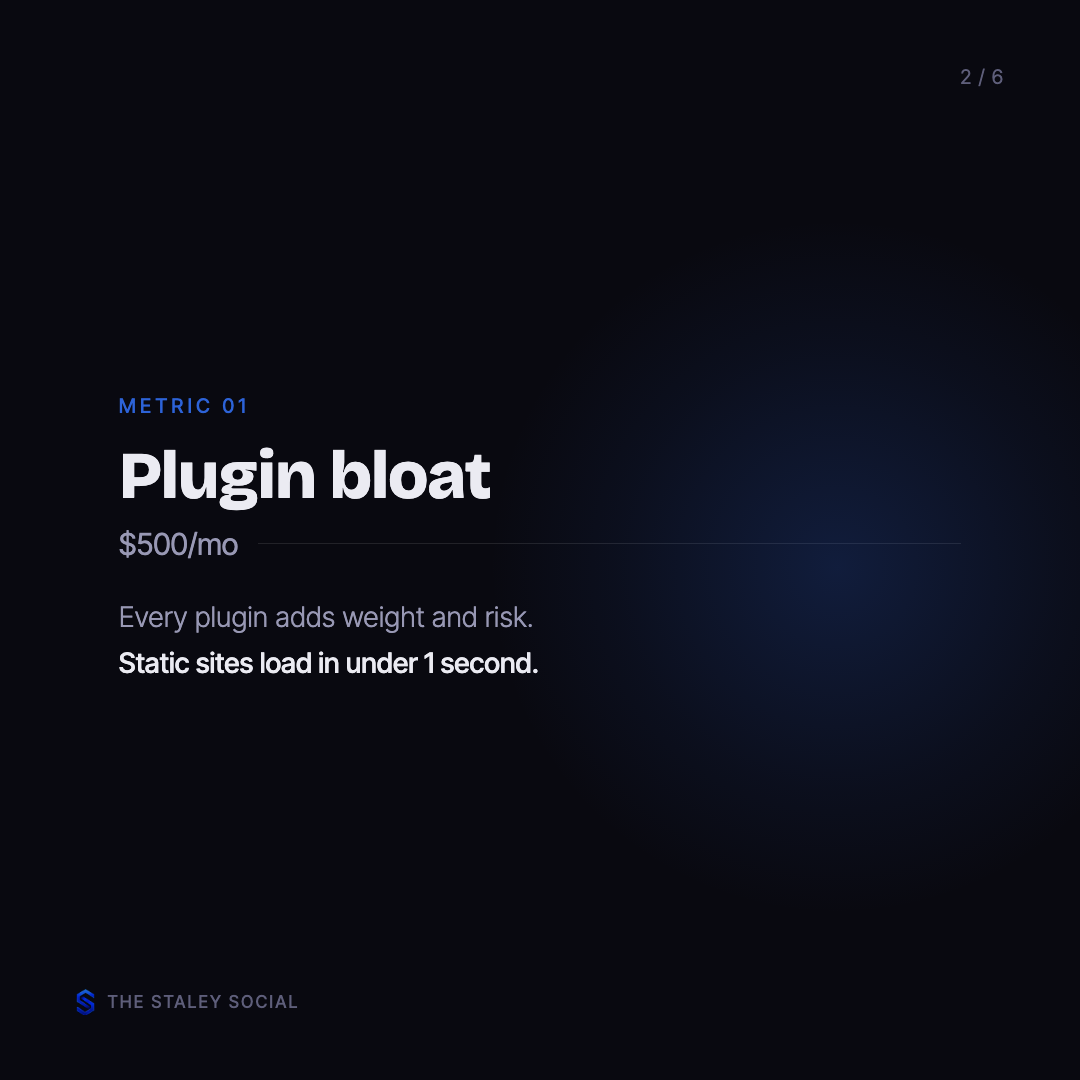 2 / 6
METRIC 01
Plugin bloat
$500/mo
Every plugin adds weight and risk.
Static sites load in under 1 second.
THE STALEY SOCIAL